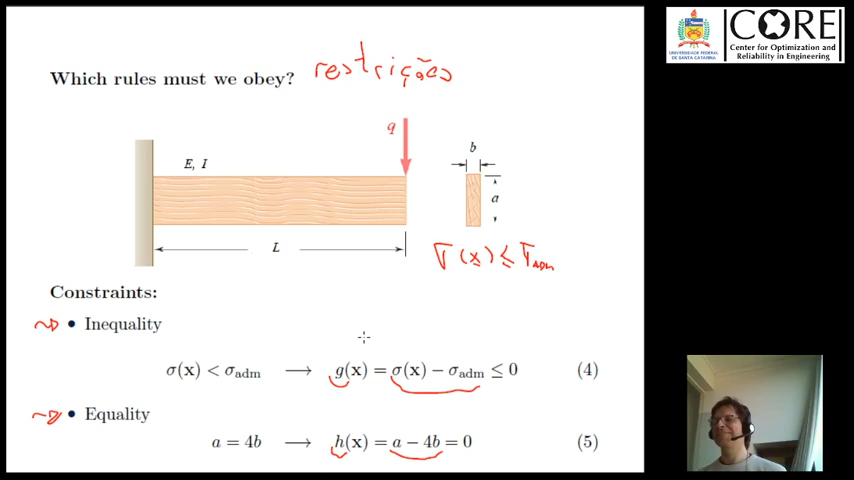 CORE
Center for Optimization and
Reliability in Engineering
UNIVERSIDADE FEDERAL
DE SANTA CATARINA
Which rules must we obey? restrições
q
b
E, I
a
L
σ(x) ≤ σadm
Constraints:
• Inequality
σ(x) < σadm ⟶ g(x) = σ(x) − σadm ≤ 0 (4)
• Equality
a = 4b ⟶ h(x) = a − 4b = 0 (5)